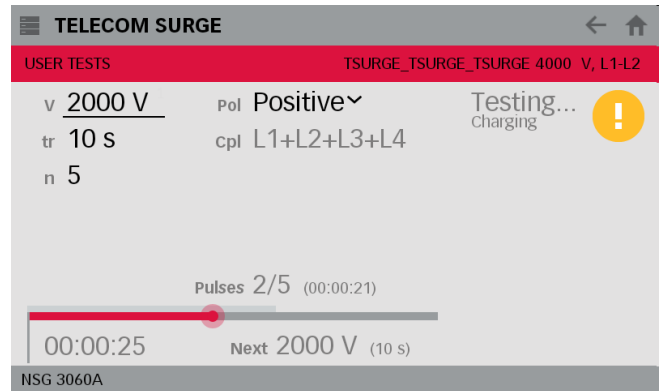 TELECOM SURGE
USER TESTS TSURGE_TSURGE_TSURGE 4000 V, L1-L2
V 2000 V Pol Positive Testing...
Charging
tr 10 s Cpl L1+L2+L3+L4
n 5
Pulses 2/5 (00:00:21)
00:00:25 Next 2000 V (10 s)
NSG 3060A